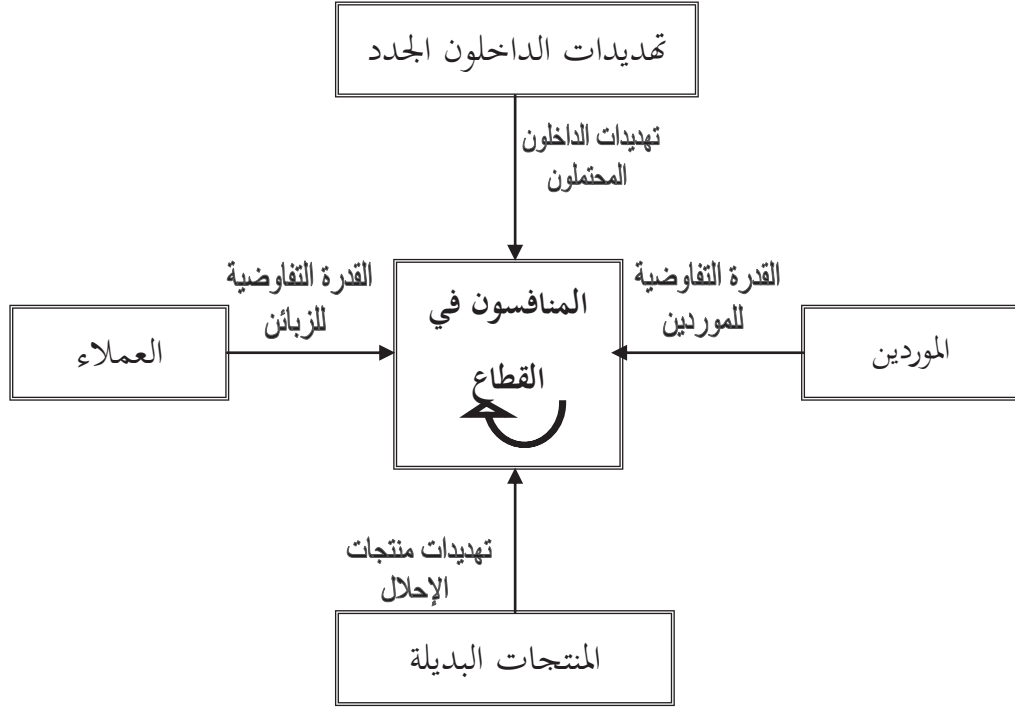 تهديدات الداخلون الجدد
تهديدات الداخلون
المحتملون
القدرة التفاوضية
للموردين
الموردين
المنافسون في
القطاع
القدرة التفاوضية
للزبائن
العملاء
تهديدات منتجات
الإحلال
المنتجات البديلة